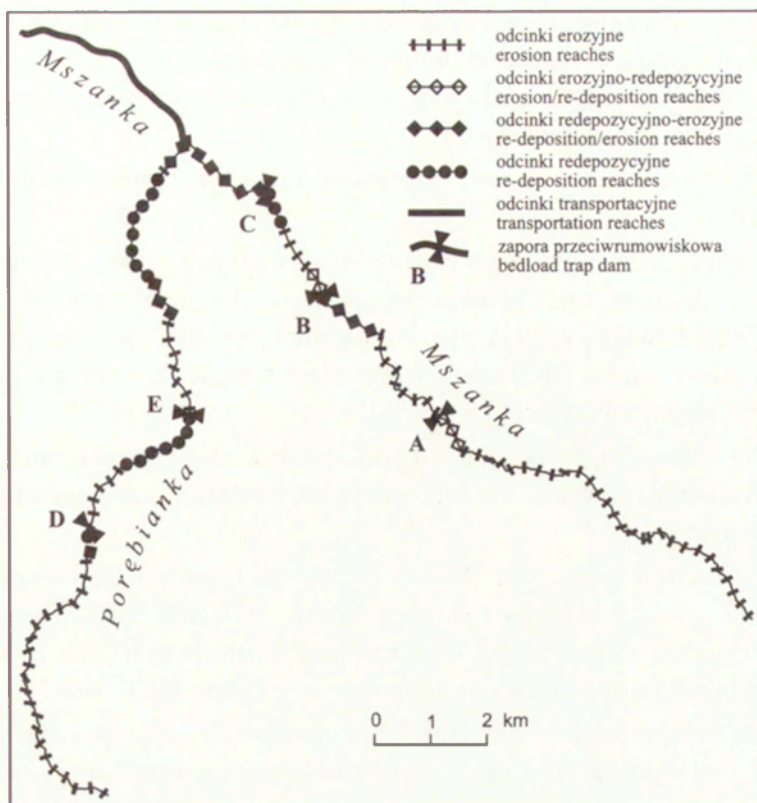 Mszanka
odcinki erozyjne
erosion reaches
odcinki erozyjno-redepozycyjne
erosion/re-deposition reaches
odcinki redepozycyjno-erozyjne
re-deposition/erosion reaches
odcinki redepozycyjne
re-deposition reaches
odcinki transportacyjne
transportation reaches
B
zapora przeciwrumowiskowa
bedload trap dam
C
B
Mszanka
A
E
D
Porebianka
0 1 2 km